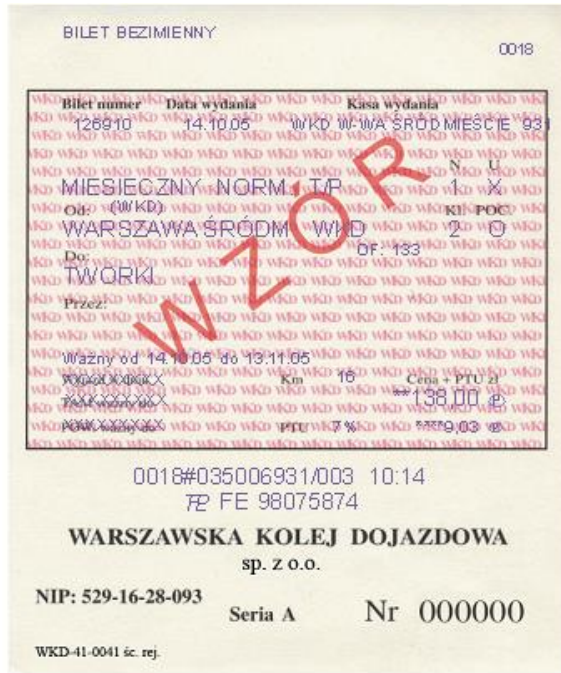 BILET BEZIMIENNY
0018
Bilet numer Data wydania Kasa wydania
126910 14.10.05 WKD W-WA ŚRÓDMIEŚCIE 931
N U
MIESIECZNY NORM. T/P 1 X
Od: (WKD) Kl. POC.
WARSZAWA ŚRÓDM WKD 2 O
Do: OF: 133
TWORKI
Przez:
WZÓR
Ważny od 14.10.05 do 13.11.05
Km 16 Cena + PTU zł
**138,00
PTU 7% ****9,03
0018#035006931/003 10:14
FE 98075874
WARSZAWSKA KOLEJ DOJAZDOWA
sp. z o.o.
NIP: 529-16-28-093
Seria A Nr 000000
WKD-41-0041 śc. rej.